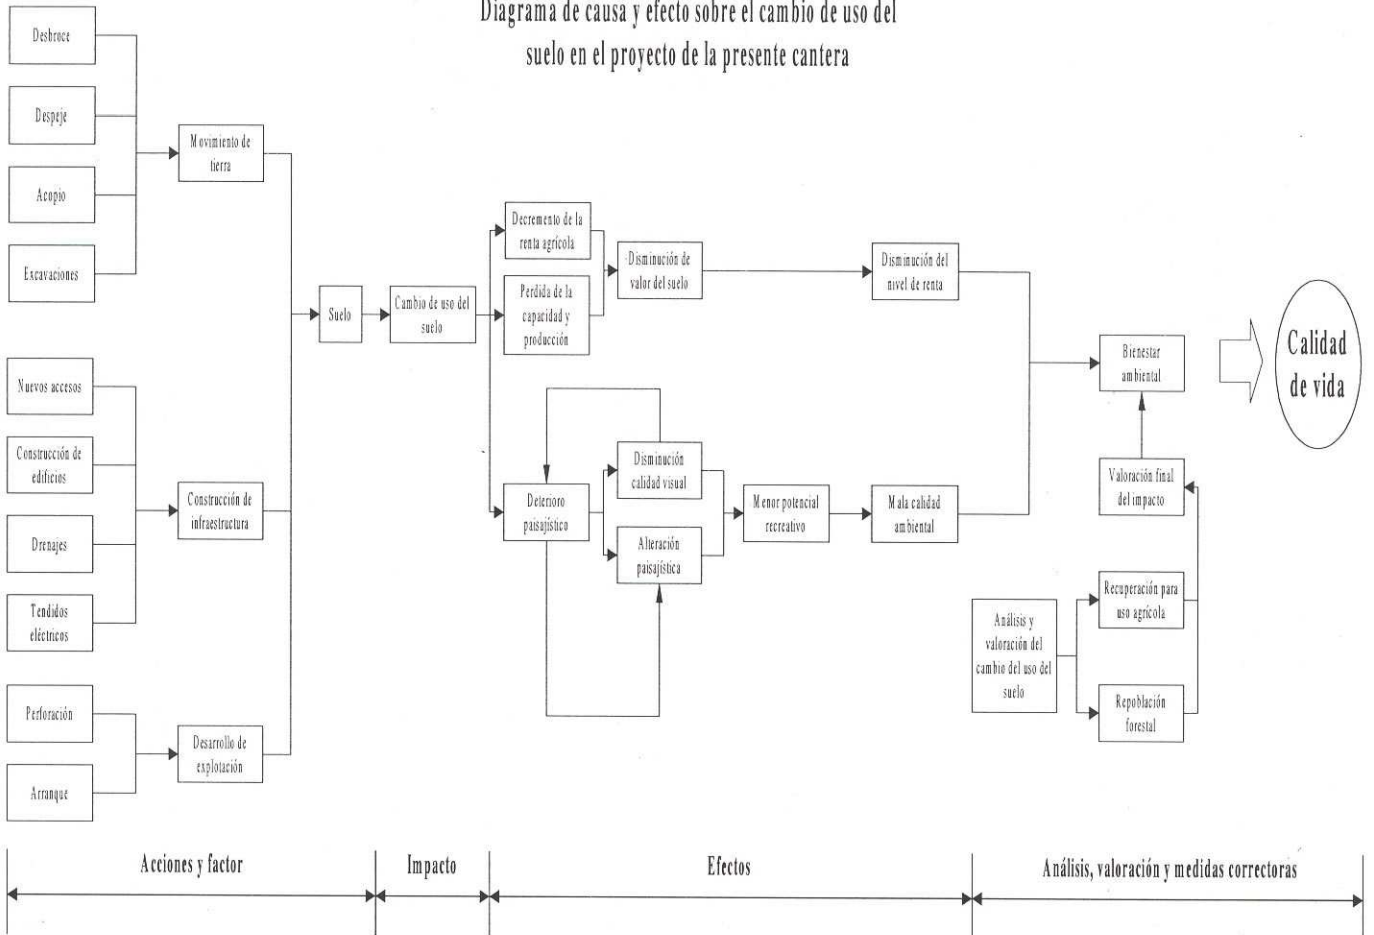 Diagrama de causa y efecto sobre el cambio de uso del
suelo en el proyecto de la presente cantera
Desbroce
Despeje
Acopio
Excavaciones
Movimiento de
tierra
Nuevos accesos
Construcción de
edificios
Drenajes
Tendidos
eléctricos
Construcción de
infraestructura
Perforación
Arranque
Desarrollo de
explotación
Suelo
Cambio de uso del
suelo
Decremento de la
renta agrícola
Perdida de la
capacidad y
producción
Disminución de
valor del suelo
Disminución del
nivel de renta
Deterioro
paisajístico
Disminución
calidad visual
Alteración
paisajística
Menor potencial
recreativo
Mala calidad
ambiental
Bienestar
ambiental
Calidad
de vida
Valoración final
del impacto
Análisis y
valoración del
cambio del uso del
suelo
Recuperación para
uso agrícola
Repoblación
forestal
Acciones y factor
Impacto
Efectos
Análisis, valoración y medidas correctoras